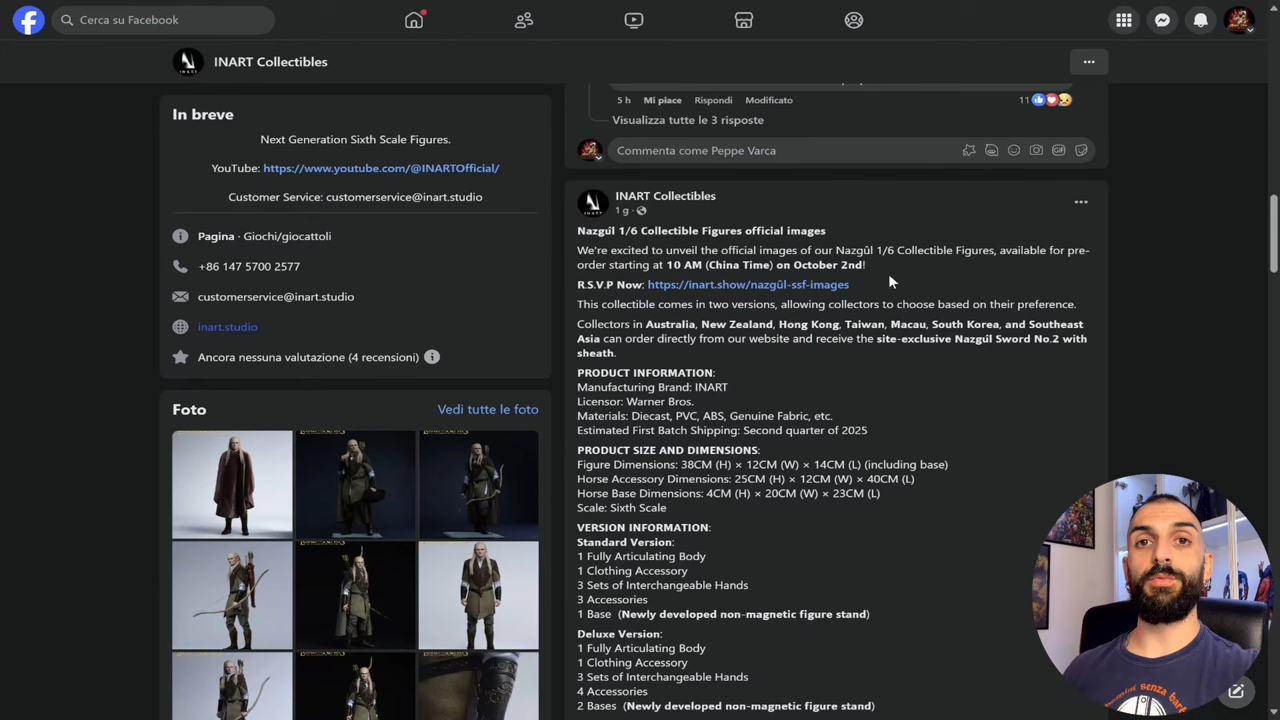 Cerca su Facebook
INART Collectibles
In breve
Next Generation Sixth Scale Figures.
YouTube: https://www.youtube.com/@INARTOfficial/
Customer Service: customerservice@inart.studio
Pagina · Giochi/giocattoli
+86 147 5700 2577
customerservice@inart.studio
inart.studio
Ancora nessuna valutazione (4 recensioni)
Foto
Vedi tutte le foto
5 h Mi piace Rispondi Modificato 11
Visualizza tutte le 3 risposte
Commenta come Peppe Varca
INART Collectibles
1 g ·
Nazgúl 1/6 Collectible Figures official images
We're excited to unveil the official images of our Nazgûl 1/6 Collectible Figures, available for pre-
order starting at 10 AM (China Time) on October 2nd!
R.S.V.P Now: https://inart.show/nazgûl-ssf-images
This collectible comes in two versions, allowing collectors to choose based on their preference.
Collectors in Australia, New Zealand, Hong Kong, Taiwan, Macau, South Korea, and Southeast
Asia can order directly from our website and receive the site-exclusive Nazgúl Sword No.2 with
sheath.
PRODUCT INFORMATION:
Manufacturing Brand: INART
Licensor: Warner Bros.
Materials: Diecast, PVC, ABS, Genuine Fabric, etc.
Estimated First Batch Shipping: Second quarter of 2025
PRODUCT SIZE AND DIMENSIONS:
Figure Dimensions: 38CM (H) × 12CM (W) × 14CM (L) (including base)
Horse Accessory Dimensions: 25CM (H) × 12CM (W) × 40CM (L)
Horse Base Dimensions: 4CM (H) × 20CM (W) × 23CM (L)
Scale: Sixth Scale
VERSION INFORMATION:
Standard Version:
1 Fully Articulating Body
1 Clothing Accessory
3 Sets of Interchangeable Hands
3 Accessories
1 Base (Newly developed non-magnetic figure stand)
Deluxe Version:
1 Fully Articulating Body
1 Clothing Accessory
3 Sets of Interchangeable Hands
4 Accessories
2 Bases (Newly developed non-magnetic figure stand)